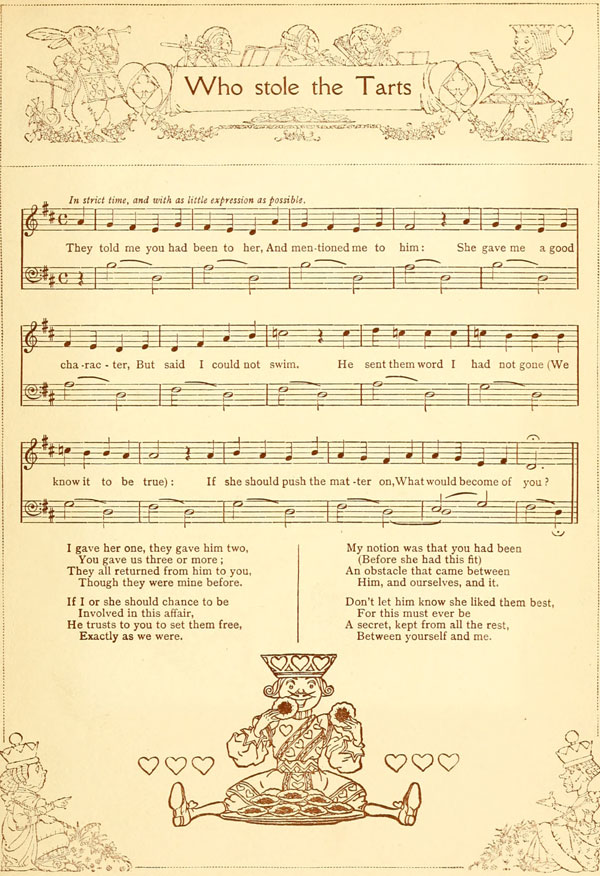 Who stole the Tarts
In strict time, and with as little expression as possible.
They told me you had been to her, And men-tioned me to him: She gave me a good
cha-rac-ter, But said I could not swim. He sent them word I had not gone (We
know it to be true): If she should push the mat-ter on, What would become of you?
I gave her one, they gave him two,
You gave us three or more;
They all returned from him to you,
Though they were mine before.
If I or she should chance to be
Involved in this affair,
He trusts to you to set them free,
Exactly as we were.
My notion was that you had been
(Before she had this fit)
An obstacle that came between
Him, and ourselves, and it.
Don't let him know she liked them best,
For this must ever be
A secret, kept from all the rest,
Between yourself and me.